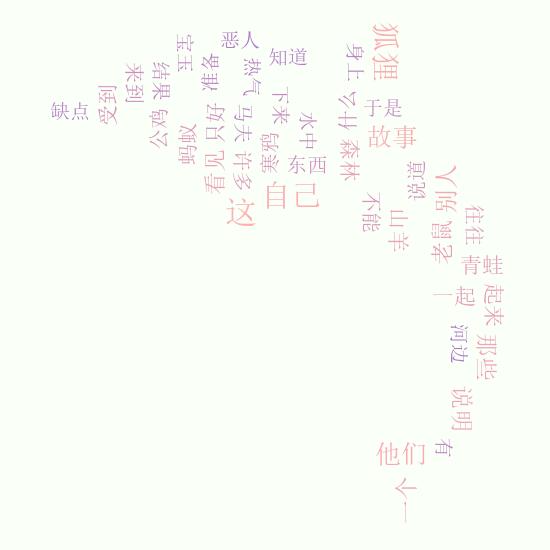 狐狸
恶人
宝玉
知道
身上
准备
热气
来到
结果
缺点
受到
下来
什么
于是
公鸡
只好
马夫
水中
故事
蚂蚁
寒鸦
森林
看见
许多
东西
说道
别人
自己
这
不能
山羊
老鼠
往往
青蛙
一起
起来
河边
那些
说明
他们
有
一个